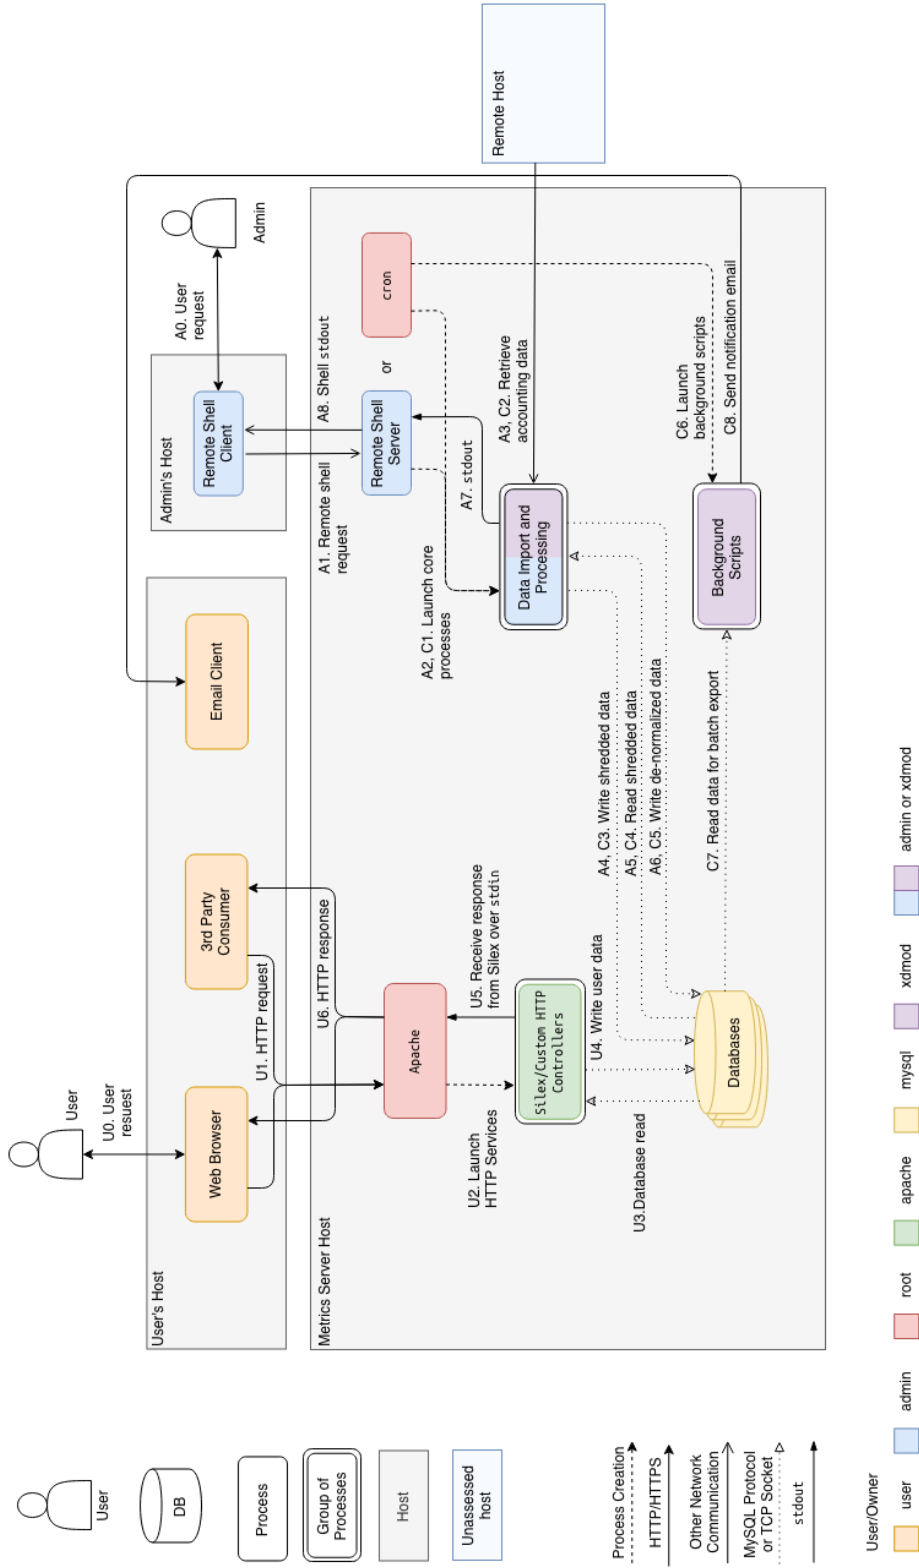 User
DB
Process
Group of
Processes
Host
Unassessed
host
Process Creation
HTTP/HTTPS
Other Network
Communication
MySQL Protocol
or TCP Socket
stdout
User/Owner
user
admin
root
apache
mysql
xdmod
admin or xdmod
User
U0. User
resuest
User's Host
Web Browser
3rd Party
Consumer
Email Client
U1. HTTP request
U6. HTTP response
Admin's Host
Remote Shell
Client
A0. User
request
Admin
Metrics Server Host
A1. Remote shell
request
A8. Shell stdout
Apache
Remote Shell
Server
or
cron
U2. Launch
HTTP Services
U5. Receive response
from Silex over stdin
A2, C1. Launch core
processes
A7. stdout
A3, C2. Retrieve
accounting data
Remote Host
Silex/Custom HTTP
Controllers
Data Import and
Processing
U3.Database read
U4. Write user data
A4, C3. Write shredded data
A5, C4. Read shredded data
A6, C5. Write de-normalized data
C6. Launch
background scripts
Databases
C7. Read data for batch export
Background
Scripts
C8. Send notification email